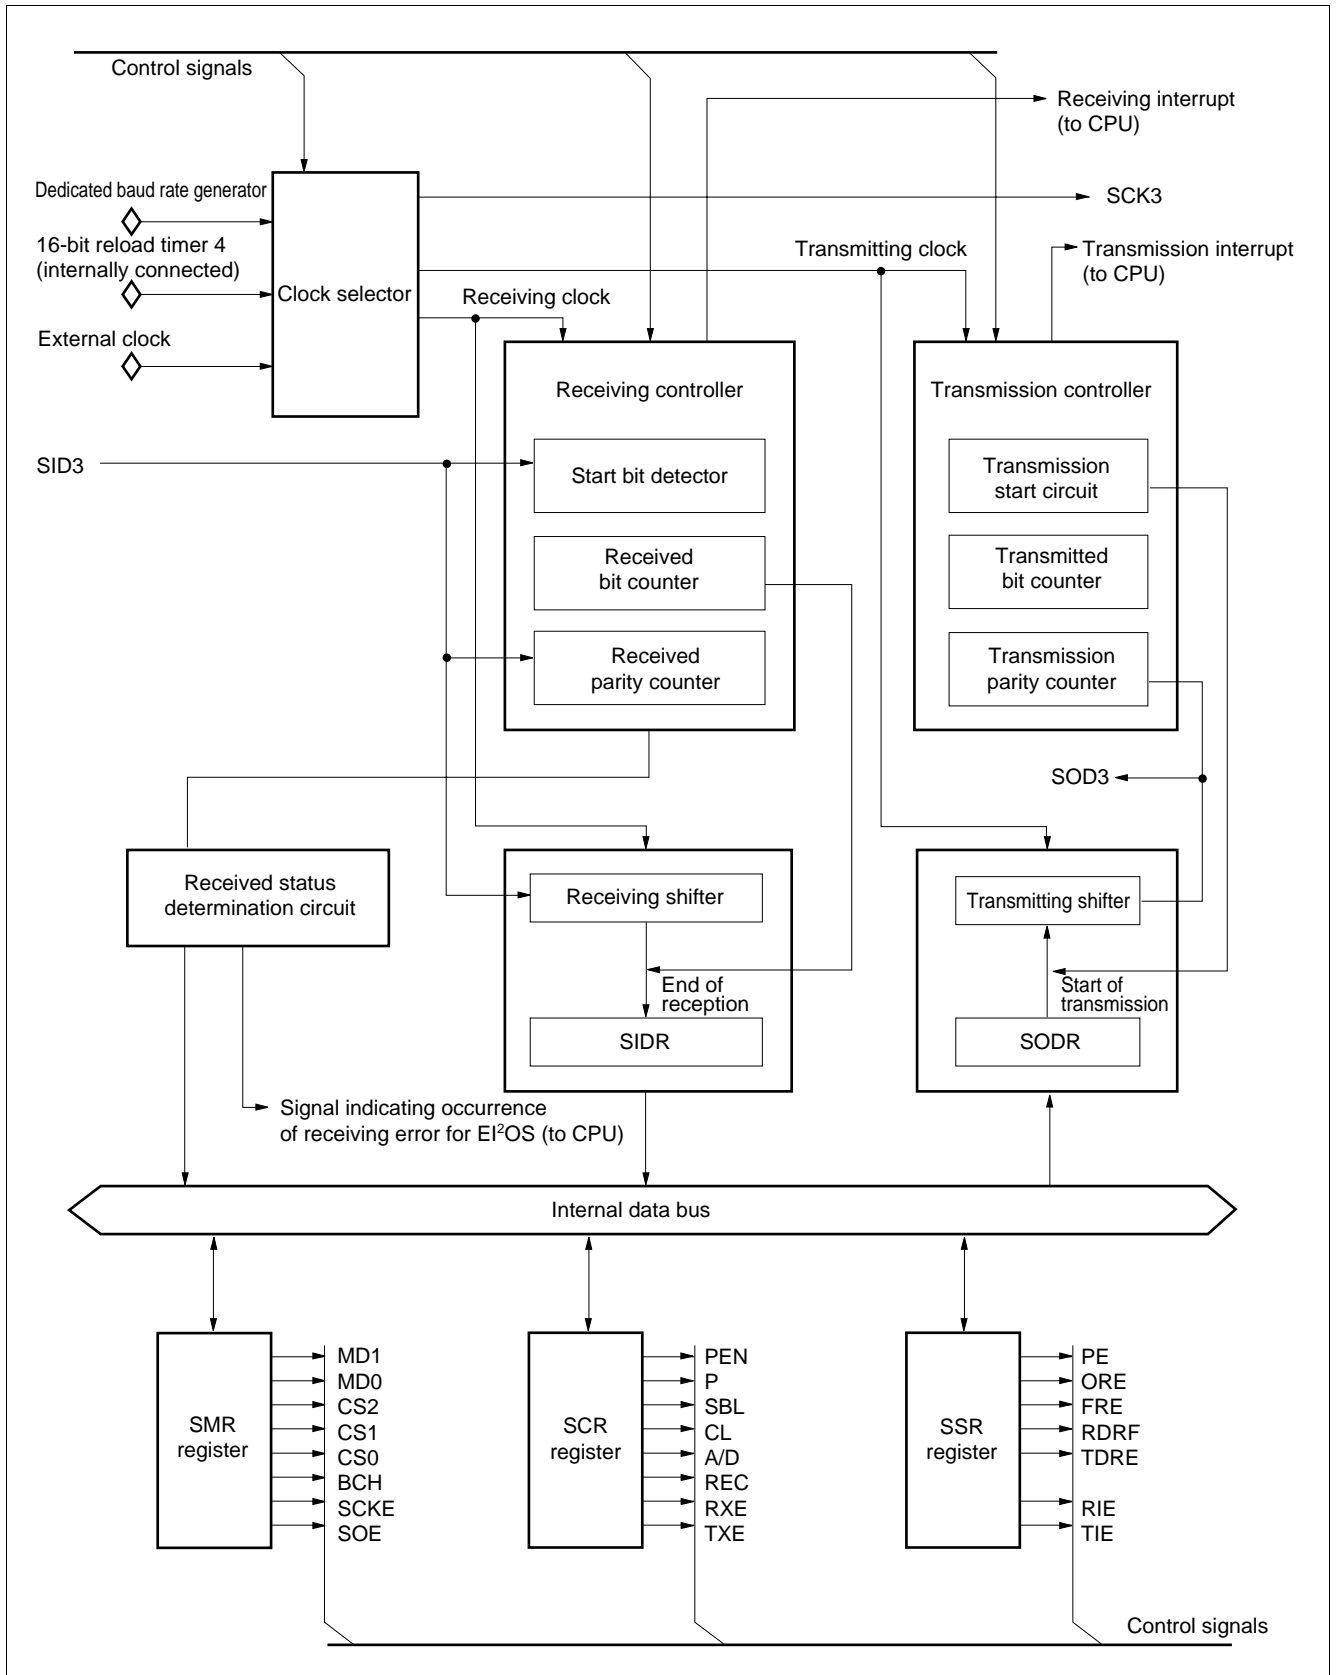 Control signals
Receiving interrupt
(to CPU)
Dedicated baud rate generator
SCK3
16-bit reload timer 4
(internally connected)
Transmitting clock
Transmission interrupt
(to CPU)
Clock selector
Receiving clock
External clock
Receiving controller
Transmission controller
SID3
Start bit detector
Transmission
start circuit
Received
bit counter
Transmitted
bit counter
Received
parity counter
Transmission
parity counter
SOD3
Received status
determination circuit
Receiving shifter
Transmitting shifter
End of
reception
Start of
transmission
SIDR
SODR
Signal indicating occurrence
of receiving error for EI²OS (to CPU)
Internal data bus
SMR
register
MD1
MD0
CS2
CS1
CS0
BCH
SCKE
SOE
SCR
register
PEN
P
SBL
CL
A/D
REC
RXE
TXE
SSR
register
PE
ORE
FRE
RDRF
TDRE
RIE
TIE
Control signals